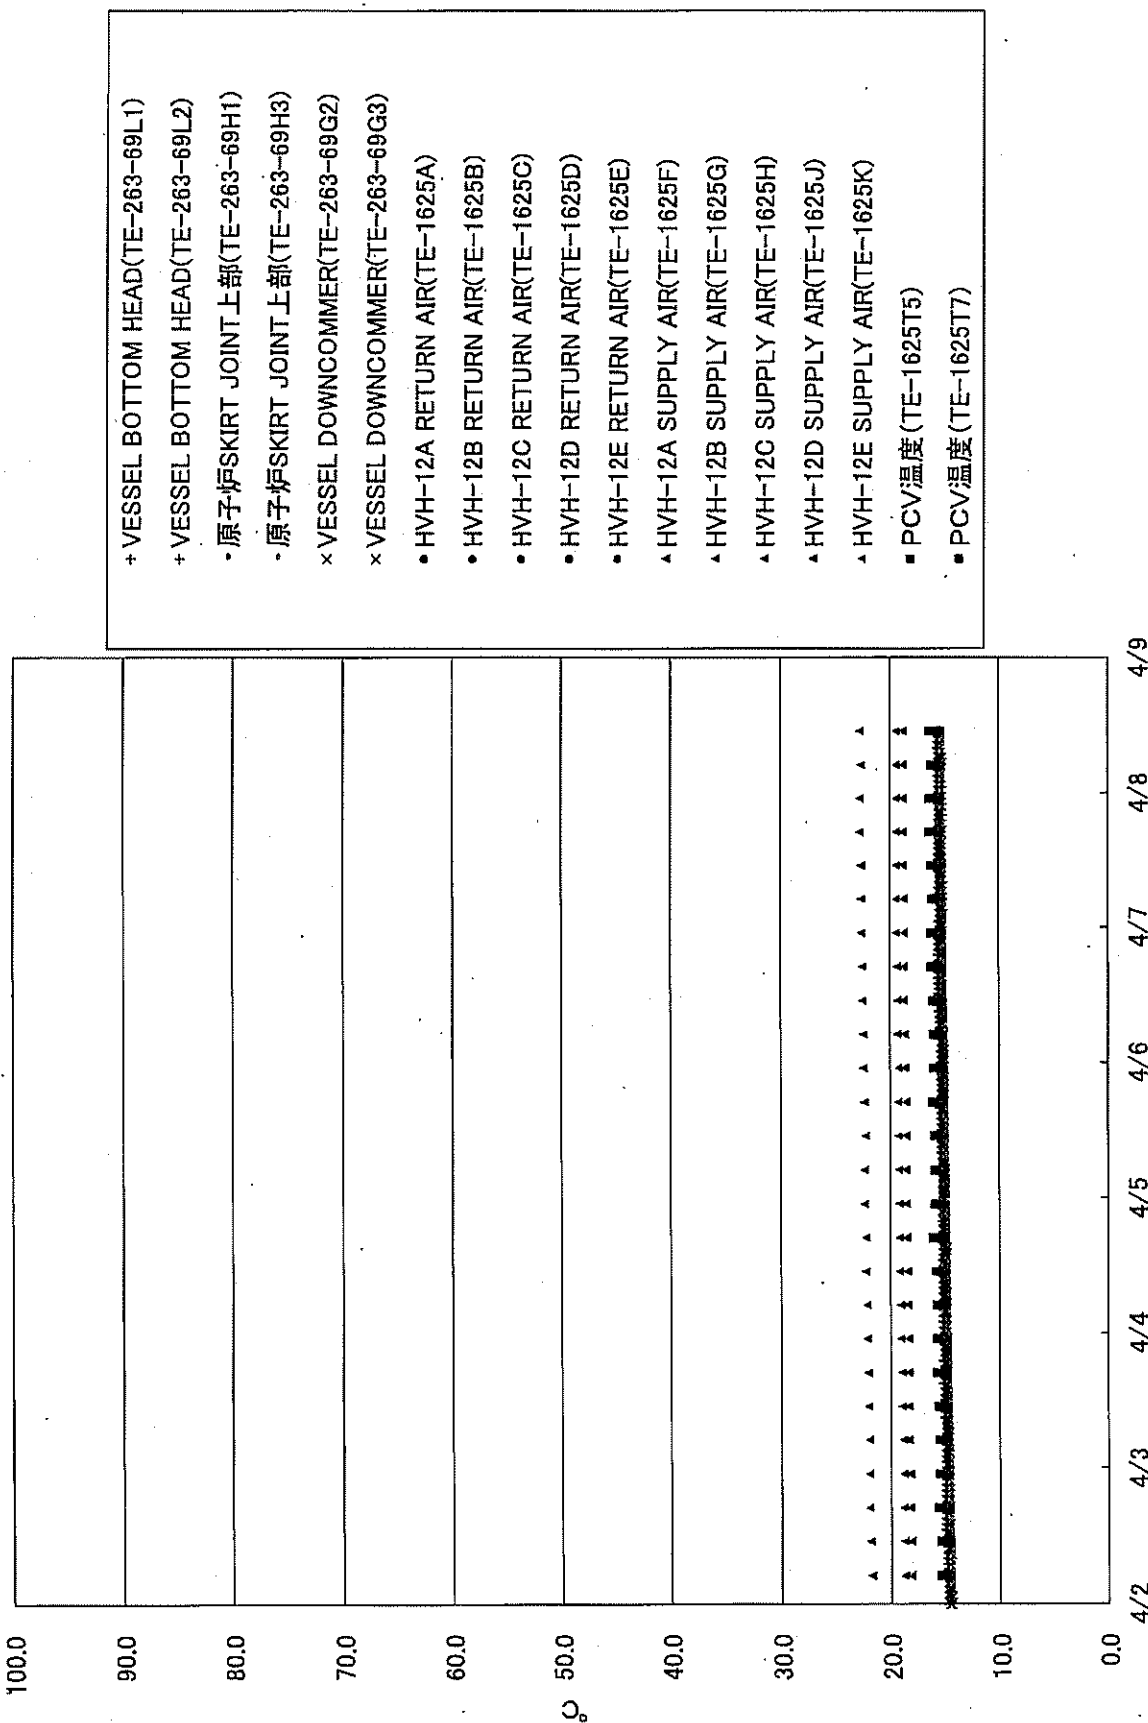 100.0
90.0
80.0
70.0
60.0
50.0
40.0
30.0
20.0
10.0
0.0
℃
4/2
4/3
4/4
4/5
4/6
4/7
4/8
4/9
+ VESSEL BOTTOM HEAD(TE-263-69L1)
+ VESSEL BOTTOM HEAD(TE-263-69L2)
- 原子炉SKIRT JOINT上部(TE-263-69H1)
- 原子炉SKIRT JOINT上部(TE-263-69H3)
× VESSEL DOWNCOMMER(TE-263-69G2)
× VESSEL DOWNCOMMER(TE-263-69G3)
● HVH-12A RETURN AIR(TE-1625A)
● HVH-12B RETURN AIR(TE-1625B)
● HVH-12C RETURN AIR(TE-1625C)
● HVH-12D RETURN AIR(TE-1625D)
● HVH-12E RETURN AIR(TE-1625E)
▲ HVH-12A SUPPLY AIR(TE-1625F)
▲ HVH-12B SUPPLY AIR(TE-1625G)
▲ HVH-12C SUPPLY AIR(TE-1625H)
▲ HVH-12D SUPPLY AIR(TE-1625J)
▲ HVH-12E SUPPLY AIR(TE-1625K)
■ PCV温度(TE-1625T5)
■ PCV温度(TE-1625T7)